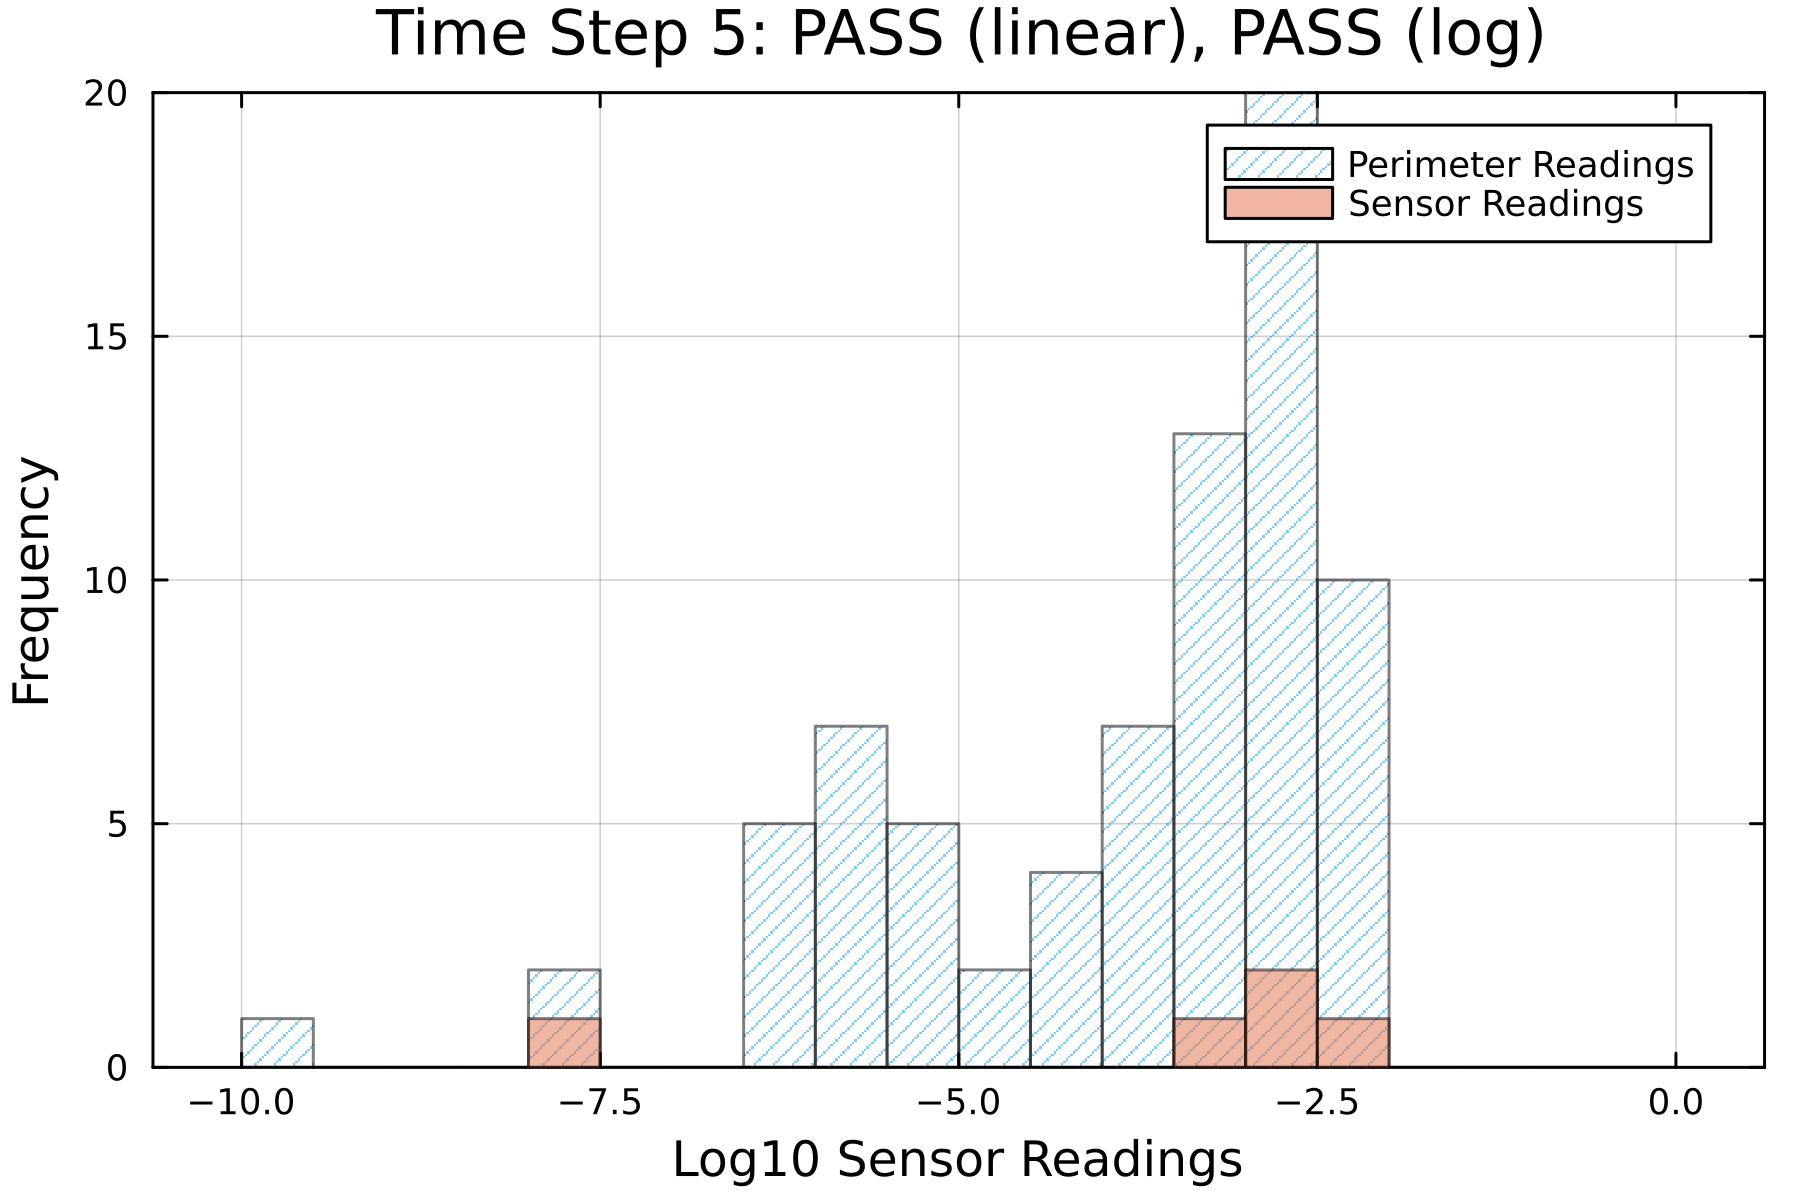 Time Step 5: PASS (linear), PASS (log)
20
Perimeter Readings
Sensor Readings
15
10
5
0
Frequency
−10.0 −7.5 −5.0 −2.5 0.0
Log10 Sensor Readings